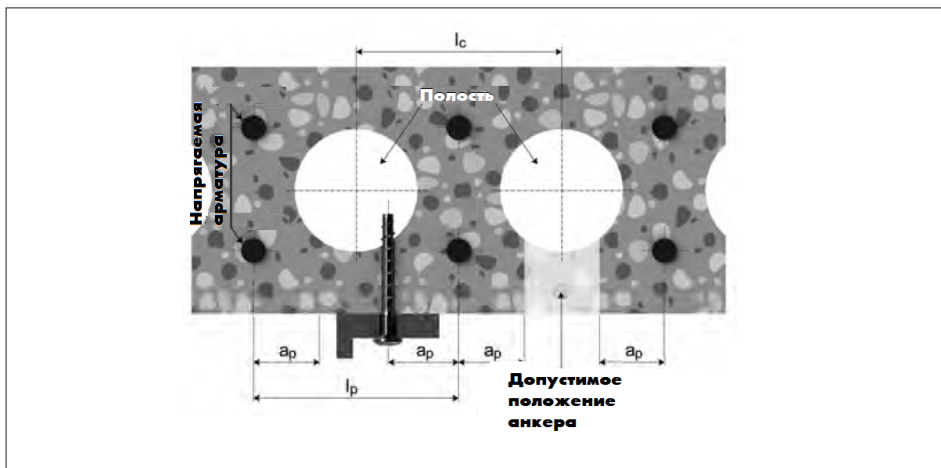 lc
Полость
Напрягаемая
арматура
ap
ap
ap
ap
lp
Допустимое
положение
анкера